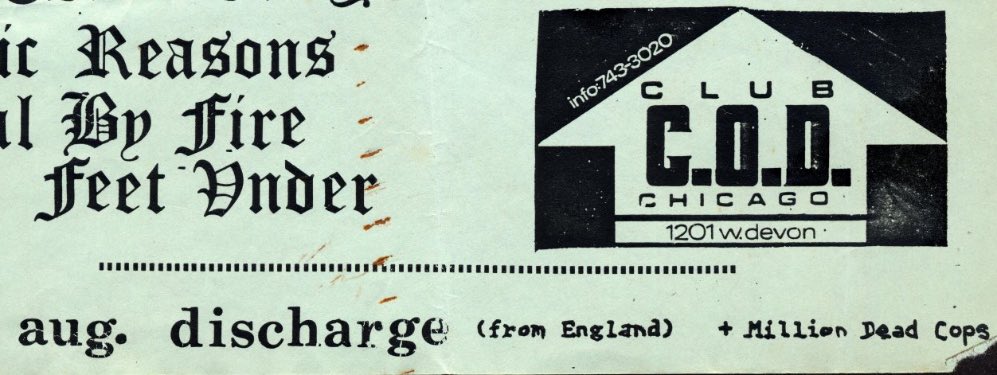 ic Reasons
al By Fire
Feet Under
info:743-3020
CLUB
C.O.D.
CHICAGO
1201 w.devon
aug. discharge (from England) + Million Dead Cops